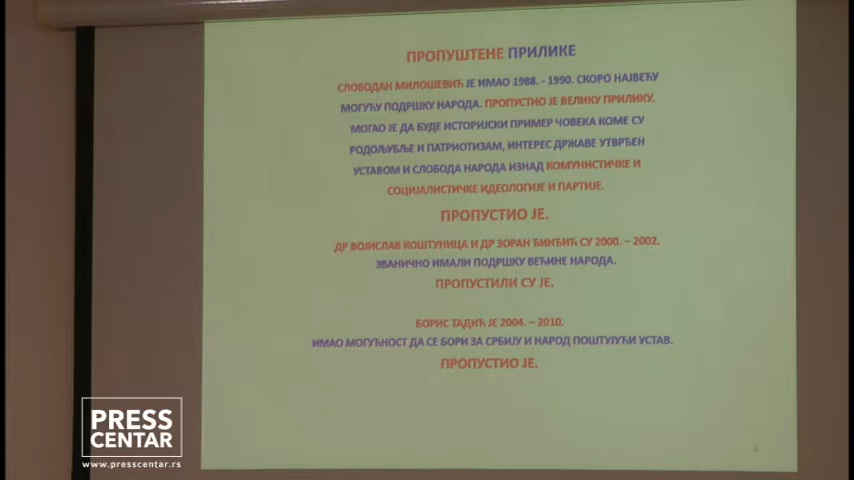 ПРОПУШТЕНЕ ПРИЛИКЕ
СЛОБОДАН МИЛОШЕВИЋ ЈЕ ИМАО 1988. - 1990. СКОРО НАЈВЕЋУ
МОГУЋУ ПОДРШКУ НАРОДА. ПРОПУСТИО ЈЕ ВЕЛИКУ ПРИЛИКУ.
МОГАО ЈЕ ДА БУДЕ ИСТОРИЈСКИ ПРИМЕР ЧОВЕКА КОМЕ СУ
РОДОЉУБЉЕ И ПАТРИОТИЗАМ, ИНТЕРЕС ДРЖАВЕ УТВРЂЕН
УСТАВОМ И СЛОБОДА НАРОДА ИЗНАД КОМУНИСТИЧКЕ И
СОЦИЈАЛИСТИЧКЕ ИДЕОЛОГИЈЕ И ПАРТИЈЕ.
ПРОПУСТИО ЈЕ.
ДР ВОЈИСЛАВ КОШТУНИЦА И ДР ЗОРАН ЂИНЂИЋ СУ 2000. – 2002.
ЗВАНИЧНО ИМАЛИ ПОДРШКУ ВЕЋИНЕ НАРОДА.
ПРОПУСТИЛИ СУ ЈЕ.
БОРИС ТАДИЋ ЈЕ 2004. – 2010.
ИМАО МОГУЋНОСТ ДА СЕ БОРИ ЗА СРБИЈУ И НАРОД ПОШТУЈУЋИ УСТАВ.
ПРОПУСТИО ЈЕ.
PRESS
CENTAR
www.presscentar.rs